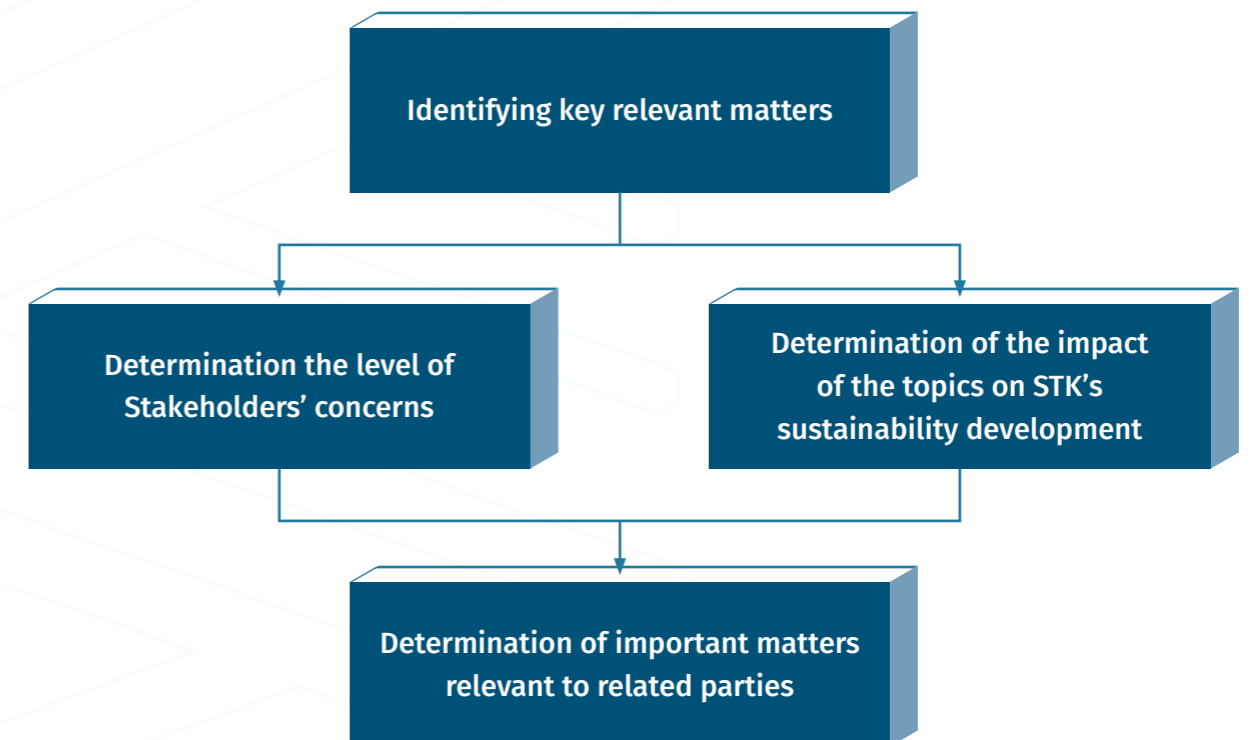 Identifying key relevant matters
Determination the level of
Stakeholders’ concerns
Determination of the impact
of the topics on STK’s
sustainability development
Determination of important matters
relevant to related parties